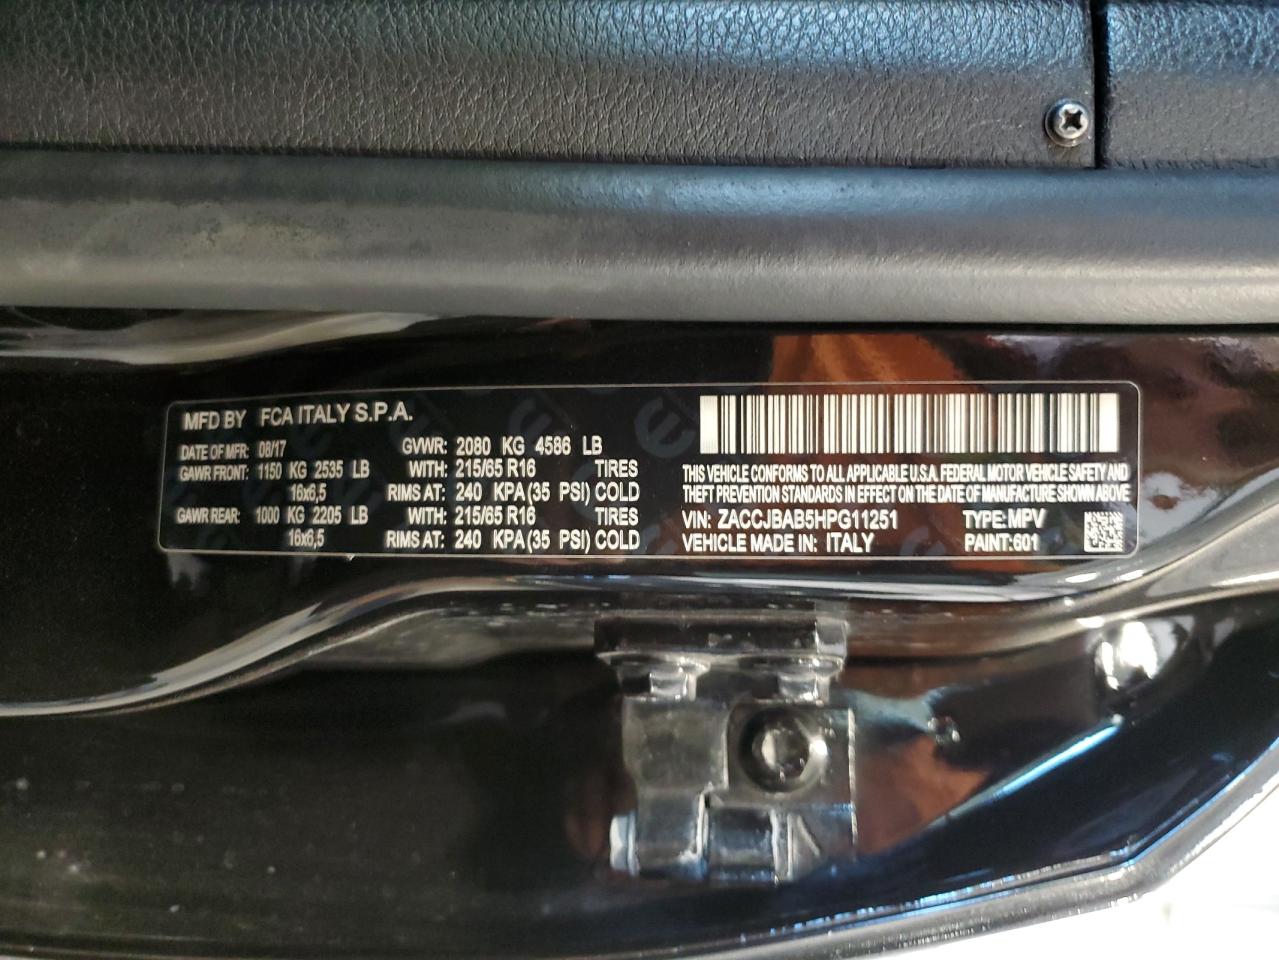 MFD BY FCA ITALY S.P.A.
DATE OF MFR: 08/17 GVWR: 2080 KG 4586 LB
GAWR FRONT: 1150 KG 2535 LB WITH: 215/65 R16 TIRES
16x6,5 RIMS AT: 240 KPA (35 PSI) COLD
GAWR REAR: 1000 KG 2205 LB WITH: 215/65 R16 TIRES
16x6,5 RIMS AT: 240 KPA (35 PSI) COLD
THIS VEHICLE CONFORMS TO ALL APPLICABLE U.S.A. FEDERAL MOTOR VEHICLE SAFETY AND
THEFT PREVENTION STANDARDS IN EFFECT ON THE DATE OF MANUFACTURE SHOWN ABOVE
VIN: ZACCJBAB5HPG11251 TYPE: MPV
VEHICLE MADE IN: ITALY PAINT: 601